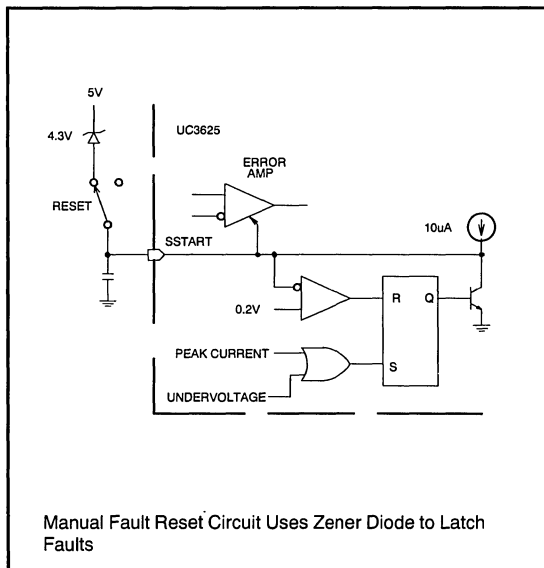 5V
4.3V
UC3625
ERROR
AMP
RESET
10uA
SSTART
0.2V
R Q
PEAK CURRENT
S
UNDERVOLTAGE
Manual Fault Reset Circuit Uses Zener Diode to Latch
Faults